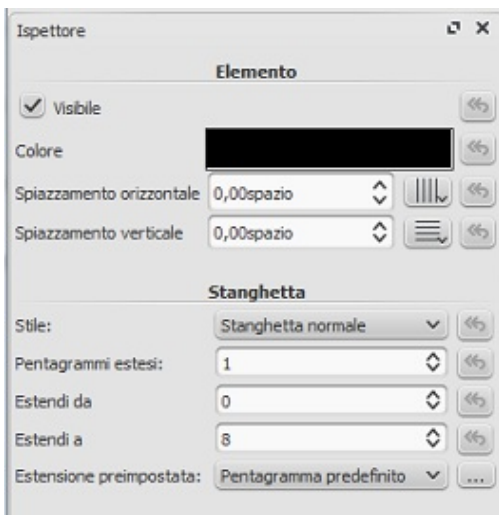 Ispettore
Elemento
Visibile
Colore
Spiazzamento orizzontale 0,00spazio
Spiazzamento verticale 0,00spazio
Stanghetta
Stile: Stanghetta normale
Pentagrammi estesi: 1
Estendi da 0
Estendi a 8
Estensione preimpostata: Pentagramma predefinito ...